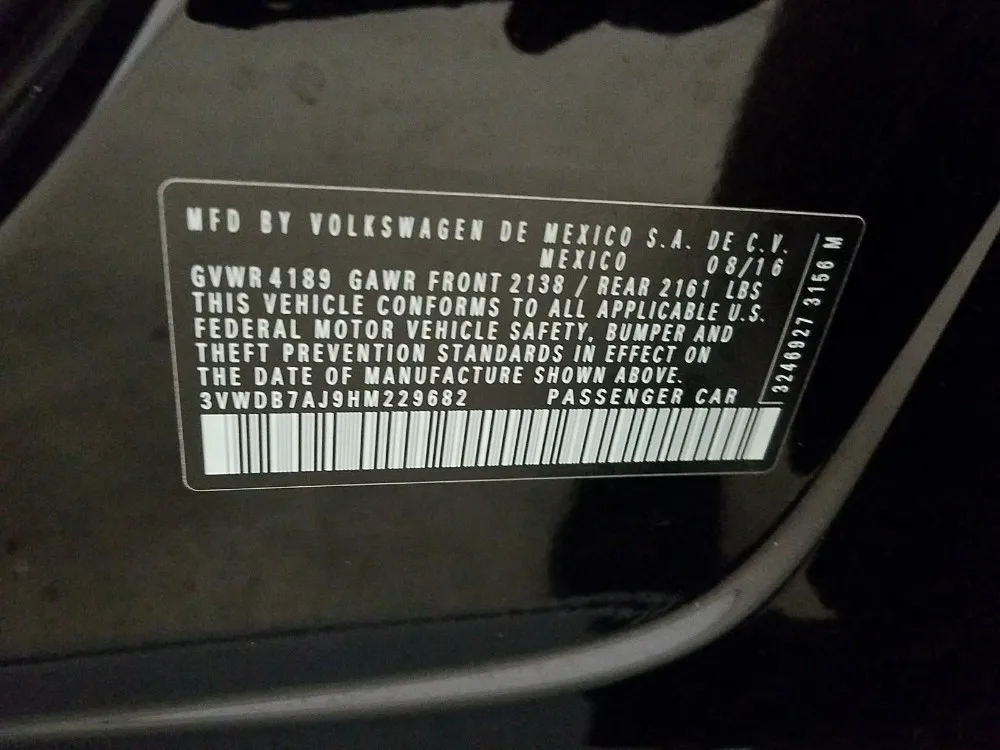 MFD BY VOLKSWAGEN DE MEXICO S.A. DE C.V.
MEXICO 08/16
GVWR 4189 GAWR FRONT 2138 / REAR 2161 LBS
THIS VEHICLE CONFORMS TO ALL APPLICABLE U.S.
FEDERAL MOTOR VEHICLE SAFETY, BUMPER AND
THEFT PREVENTION STANDARDS IN EFFECT ON
THE DATE OF MANUFACTURE SHOWN ABOVE.
3VWDB7AJ9HM229682 PASSENGER CAR
3246927 3156 M